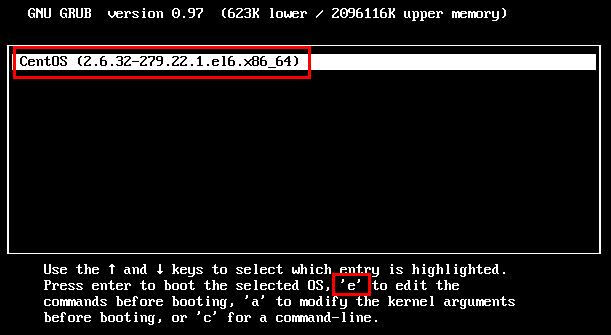 GNU GRUB  version 0.97  (623K lower / 2096116K upper memory)
CentOS (2.6.32-279.22.1.el6.x86_64)
Use the ↑ and ↓ keys to select which entry is highlighted.
Press enter to boot the selected OS, 'e' to edit the
commands before booting, 'a' to modify the kernel arguments
before booting, or 'c' for a command-line.